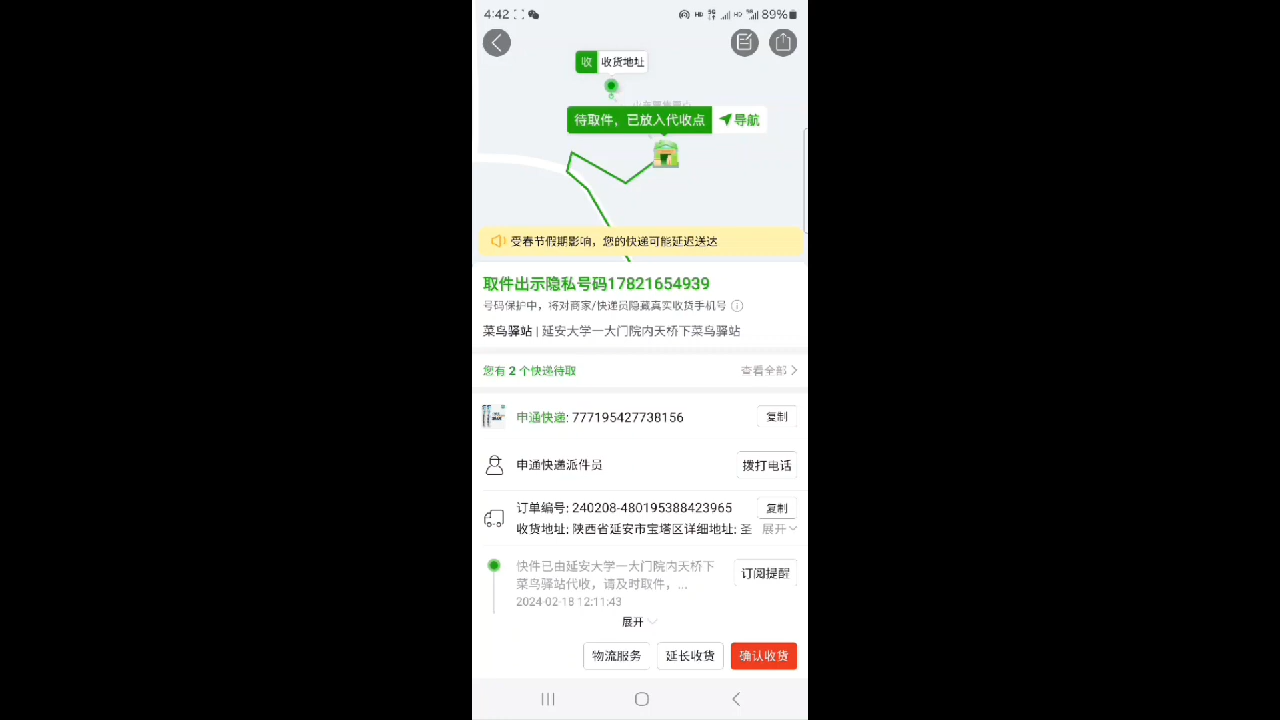 4:42
89%
收 收货地址
待取件，已放入代收点 导航
受春节假期影响，您的快递可能延迟送达
取件出示隐私号码17821654939
号码保护中，将对商家/快递员隐藏真实收货手机号
菜鸟驿站 | 延安大学一大门院内天桥下菜鸟驿站
您有 2 个快递待取 查看全部
申通快递: 777195427738156 复制
申通快递派件员 拨打电话
订单编号: 240208-480195388423965 复制
收货地址: 陕西省延安市宝塔区详细地址: 圣 展开
快件已由延安大学一大门院内天桥下
菜鸟驿站代收，请及时取件，... 订阅提醒
2024-02-18 12:11:43
展开
物流服务 延长收货 确认收货